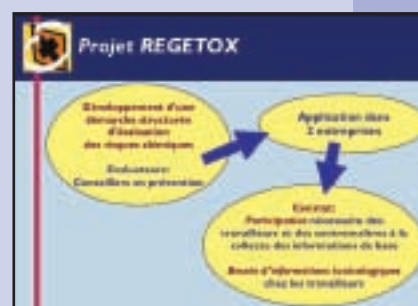 Projet REGETOX
Développement d'une
démarche structurée
d'évaluation
des risques chimiques
Evaluateurs:
Conseillers en prévention
Application dans
2 entreprises
Constat:
Participation nécessaire des
travailleurs et des contremaîtres à la
collecte des informations de base
Besoin d'informations toxicologiques
chez les travailleurs